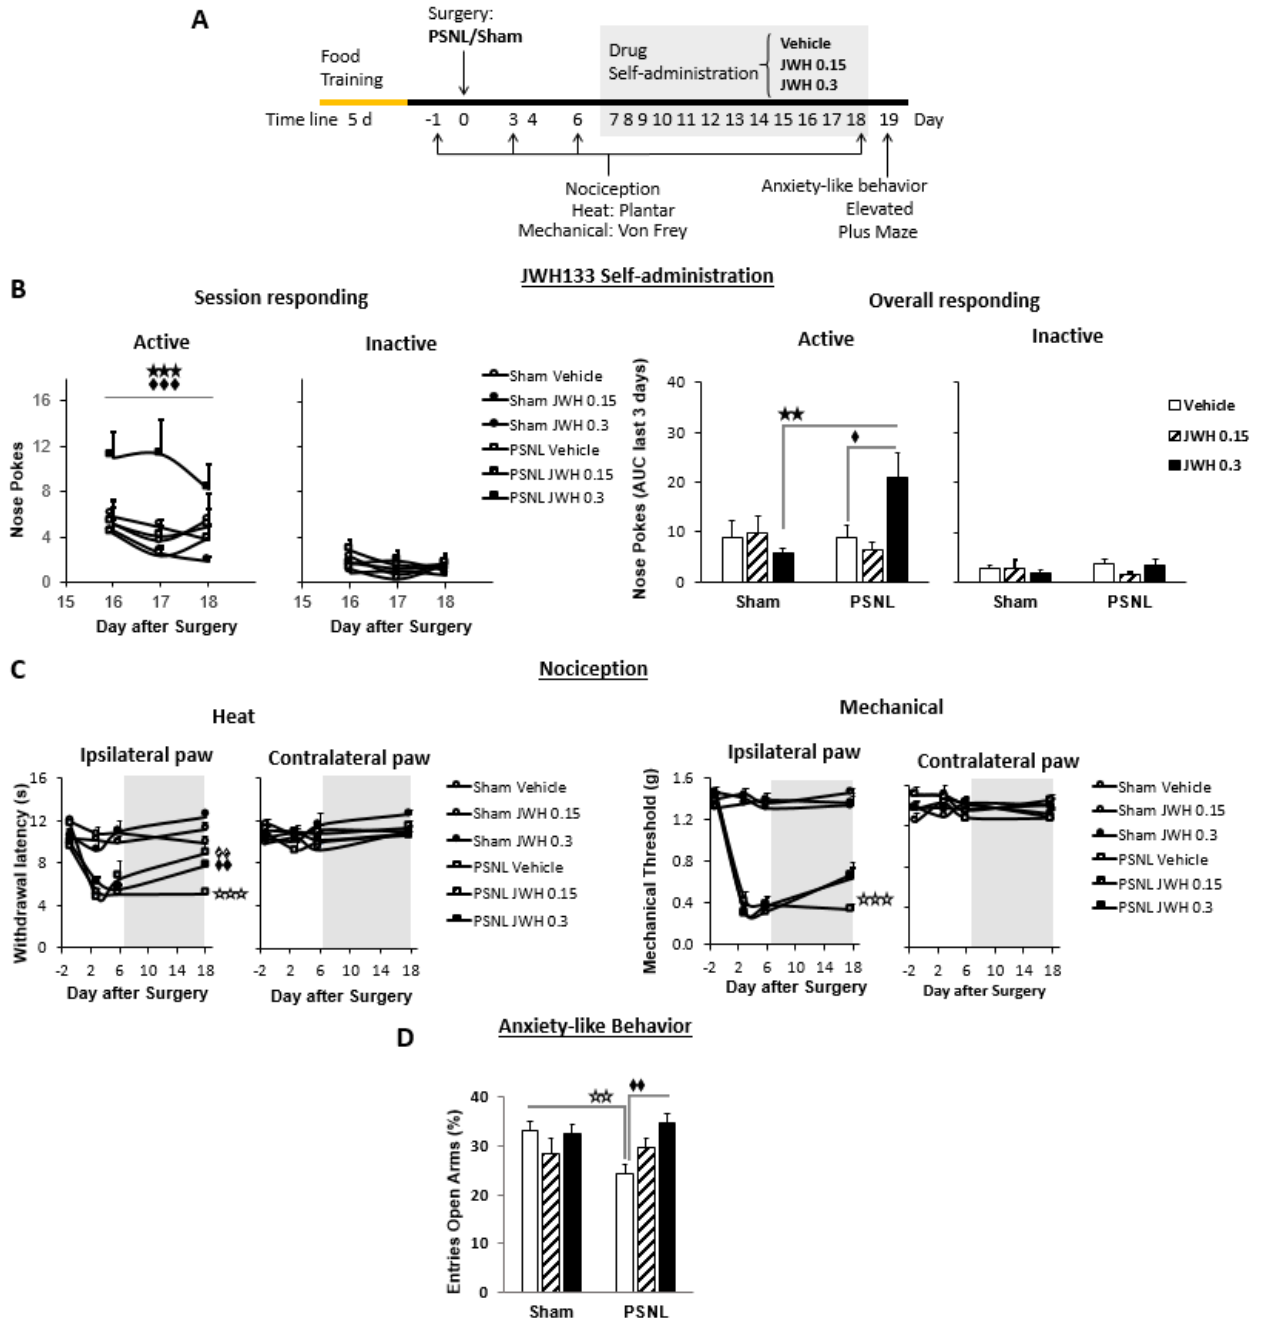 A
Surgery:
PSNL/Sham
Food
Training
Drug
Self-administration
Vehicle
JWH 0.15
JWH 0.3
Time line 5 d -1 0 3 4 6 7 8 9 10 11 12 13 14 15 16 17 18 19 Day
Nociception
Heat: Plantar
Mechanical: Von Frey
Anxiety-like behavior
Elevated
Plus Maze
B
JWH133 Self-administration
Session responding
Overall responding
Active
Inactive
Active
Inactive
Nose Pokes
16
12
8
4
0
15 16 17 18
Day after Surgery
15 16 17 18
Day after Surgery
Sham Vehicle
Sham JWH 0.15
Sham JWH 0.3
PSNL Vehicle
PSNL JWH 0.15
PSNL JWH 0.3
Nose Pokes (AUC last 3 days)
40
30
20
10
0
Sham PSNL
Sham PSNL
Vehicle
JWH 0.15
JWH 0.3
C
Nociception
Heat
Mechanical
Ipsilateral paw
Contralateral paw
Ipsilateral paw
Contralateral paw
Withdrawal latency (s)
16
12
8
4
0
-2 2 6 10 14 18
Day after Surgery
-2 2 6 10 14 18
Day after Surgery
Sham Vehicle
Sham JWH 0.15
Sham JWH 0.3
PSNL Vehicle
PSNL JWH 0.15
PSNL JWH 0.3
Mechanical Threshold (g)
1.6
1.2
0.8
0.4
0.0
-2 2 6 10 14 18
Day after Surgery
-2 2 6 10 14 18
Day after Surgery
Sham Vehicle
Sham JWH 0.15
Sham JWH 0.3
PSNL Vehicle
PSNL JWH 0.15
PSNL JWH 0.3
D
Anxiety-like Behavior
Entries Open Arms (%)
40
30
20
10
0
Sham PSNL